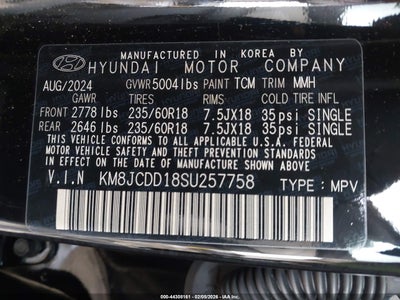 MANUFACTURED IN KOREA BY
HYUNDAI MOTOR COMPANY
AUG/2024 GVWR 5004lbs PAINT TCM TRIM MMH
GAWR TIRES RIMS COLD TIRE INFL
FRONT 2778 lbs 235/60R18 7.5JX18 35psi SINGLE
REAR 2646 lbs 235/60R18 7.5JX18 35psi SINGLE
THIS VEHICLE CONFORMS TO ALL APPLICABLE U.S. FEDERAL
MOTOR VEHICLE SAFETY, BUMPER, AND THEFT PREVENTION
STANDARDS IN EFFECT ON THE DATE OF MANUFACTURE SHOWN ABOVE.
V.I.N KM8JCDD18SU257758 TYPE : MPV
000-44309161 - 02/05/2026 - IAA Inc.